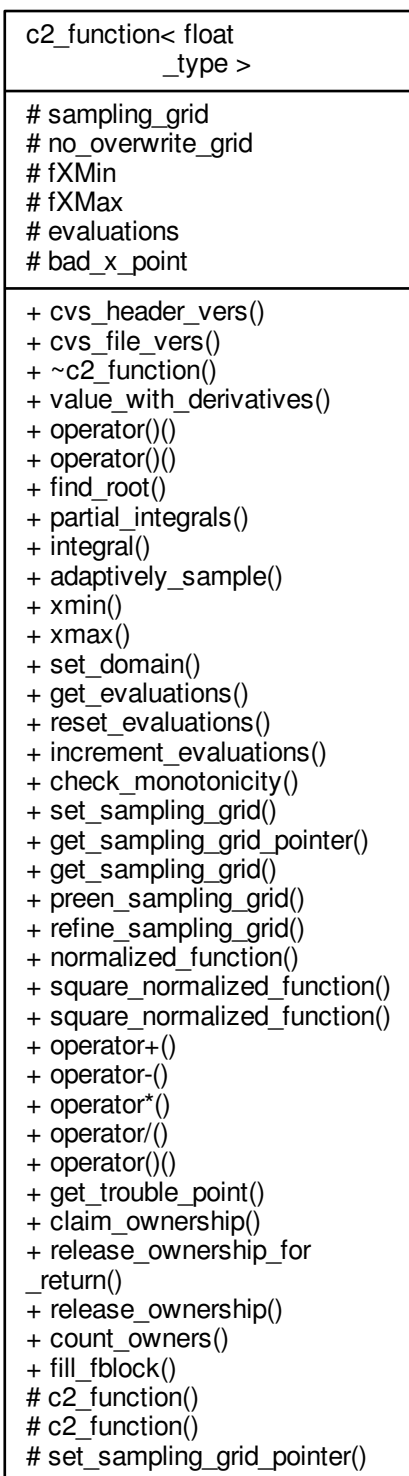 c2_function< float
_type >
# sampling_grid
# no_overwrite_grid
# fXMin
# fXMax
# evaluations
# bad_x_point
+ cvs_header_vers()
+ cvs_file_vers()
+ ~c2_function()
+ value_with_derivatives()
+ operator()()
+ operator()()
+ find_root()
+ partial_integrals()
+ integral()
+ adaptively_sample()
+ xmin()
+ xmax()
+ set_domain()
+ get_evaluations()
+ reset_evaluations()
+ increment_evaluations()
+ check_monotonicity()
+ set_sampling_grid()
+ get_sampling_grid_pointer()
+ get_sampling_grid()
+ preen_sampling_grid()
+ refine_sampling_grid()
+ normalized_function()
+ square_normalized_function()
+ square_normalized_function()
+ operator+()
+ operator-()
+ operator*()
+ operator/()
+ operator()()
+ get_trouble_point()
+ claim_ownership()
+ release_ownership_for
_return()
+ release_ownership()
+ count_owners()
+ fill_fblock()
# c2_function()
# c2_function()
# set_sampling_grid_pointer()